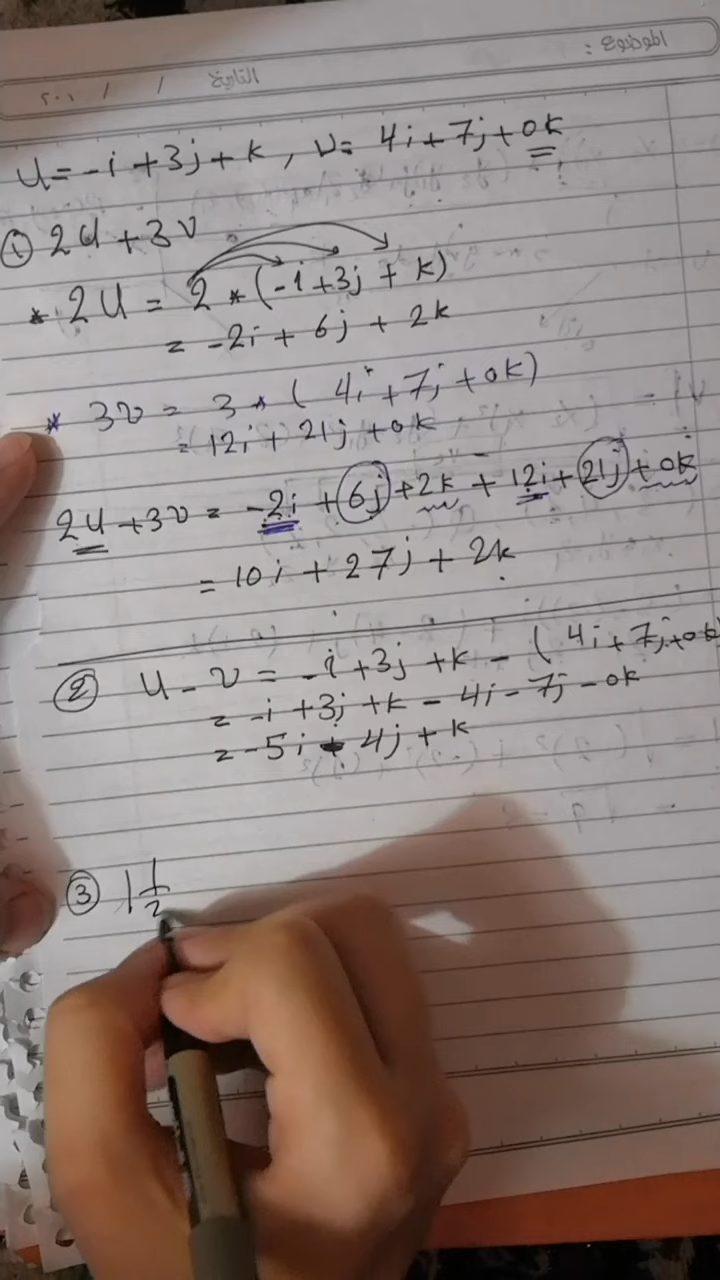 الموضوع :
التاريخ / / ٢٠٠
u = -i + 3j + k , v = 4i + 7j + 0k
① 2u + 3v
* 2u = 2 * (-i + 3j + k)
= -2i + 6j + 2k
* 3v = 3 * ( 4i + 7j + 0k)
= 12i + 21j + 0k
2u + 3v = -2i + 6j + 2k + 12i + 21j + 0k
= 10i + 27j + 2k
② u - v = -i + 3j + k - ( 4i + 7j + 0k
= -i + 3j + k - 4i - 7j - 0k
= -5i - 4j + k
③ | 1/2